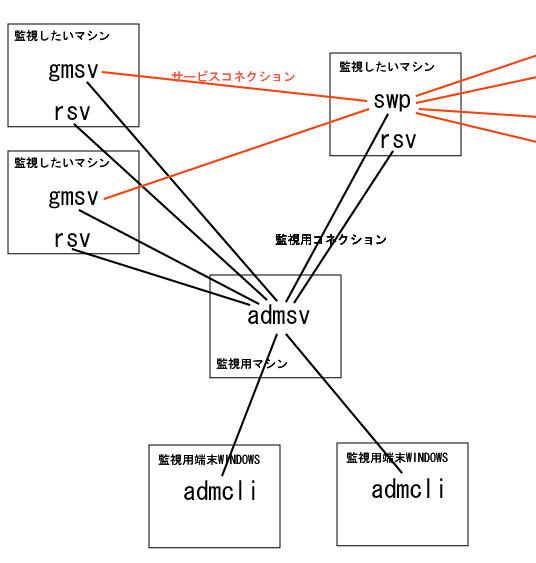 監視したいマシン
gmsv
rsv
サービスコネクション
監視したいマシン
swp
rsv
監視したいマシン
gmsv
rsv
監視用コネクション
admsv
監視用マシン
監視用端末WINDOWS
admcli
監視用端末WINDOWS
admcli